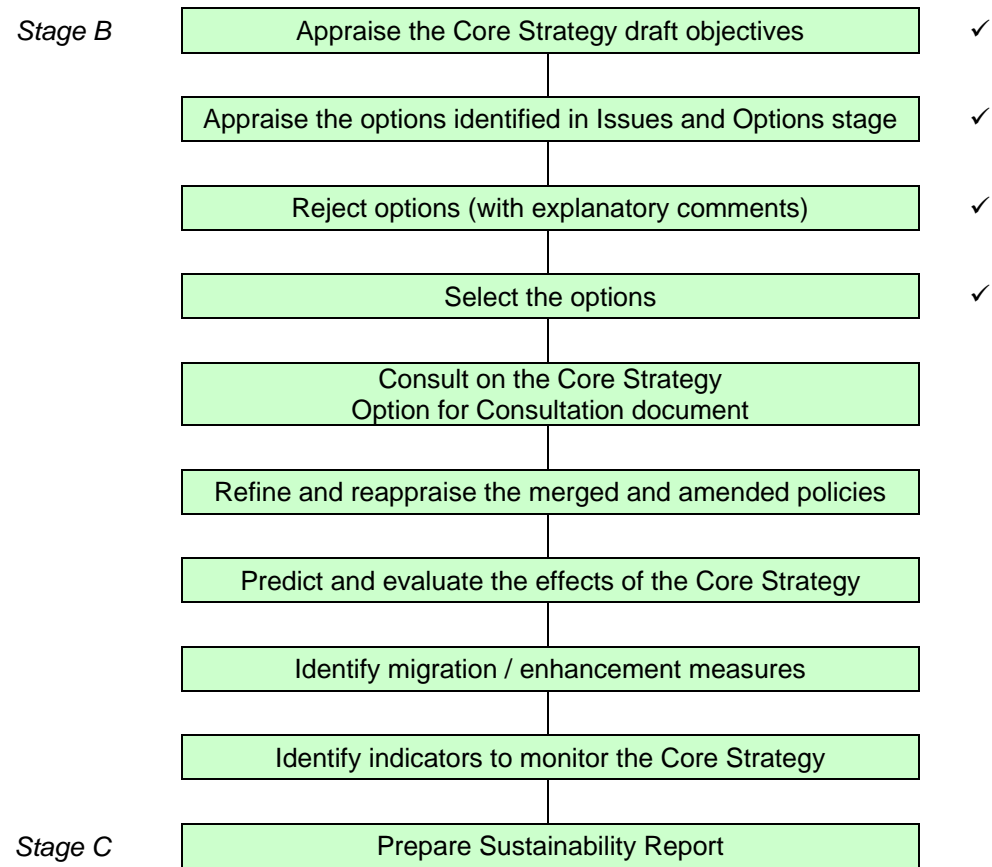 Stage B Appraise the Core Strategy draft objectives ✓
Appraise the options identified in Issues and Options stage ✓
Reject options (with explanatory comments) ✓
Select the options ✓
Consult on the Core Strategy
Option for Consultation document
Refine and reappraise the merged and amended policies
Predict and evaluate the effects of the Core Strategy
Identify migration / enhancement measures
Identify indicators to monitor the Core Strategy
Stage C Prepare Sustainability Report